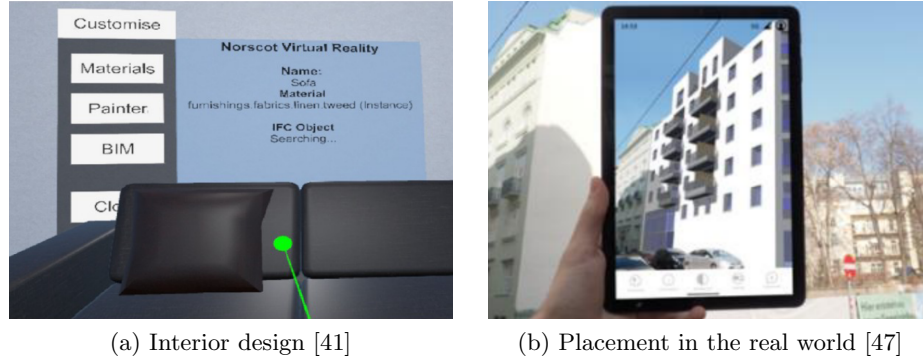 Customise
Norscot Virtual Reality
Materials
Name:
Sofa
Material
Painter
furnishings.fabrics.linen.tweed (Instance)
BIM
IFC Object
Searching...
Clo
(a) Interior design [41]
(b) Placement in the real world [47]